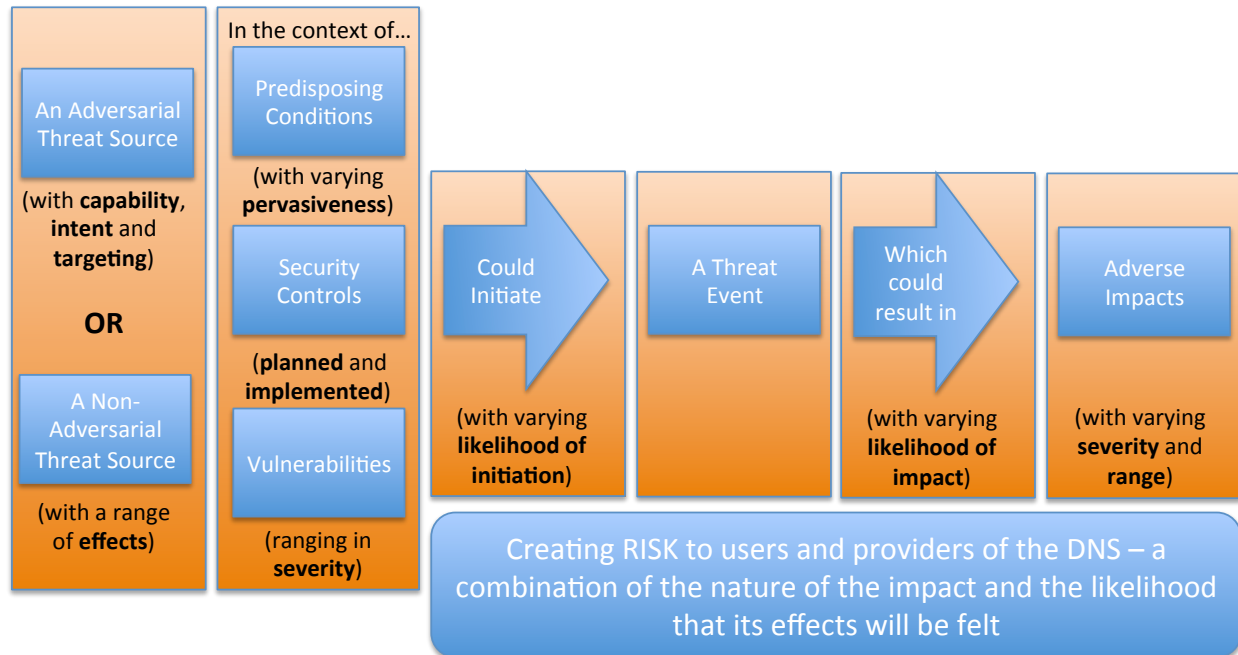 An Adversarial
Threat Source
(with capability,
intent and
targeting)
OR
A Non-
Adversarial
Threat Source
(with a range
of effects)
In the context of…
Predisposing
Conditions
(with varying
pervasiveness)
Security
Controls
(planned and
implemented)
Vulnerabilities
(ranging in
severity)
Could
Initiate
(with varying
likelihood of
initiation)
A Threat
Event
Which
could
result in
(with varying
likelihood of
impact)
Adverse
Impacts
(with varying
severity and
range)
Creating RISK to users and providers of the DNS – a
combination of the nature of the impact and the likelihood
that its effects will be felt